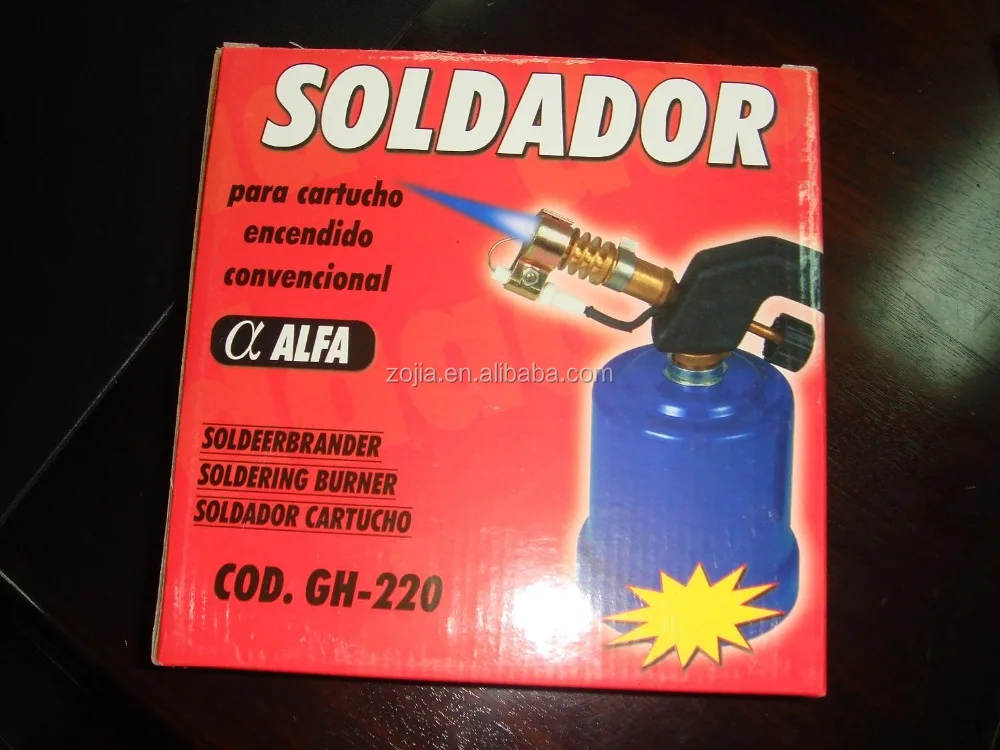 SOLDADOR
para cartucho
encendido
convencional
α ALFA
zojia.en.alibaba.com
SOLDEERBRANDER
SOLDERING BURNER
SOLDADOR CARTUCHO
COD. GH-220